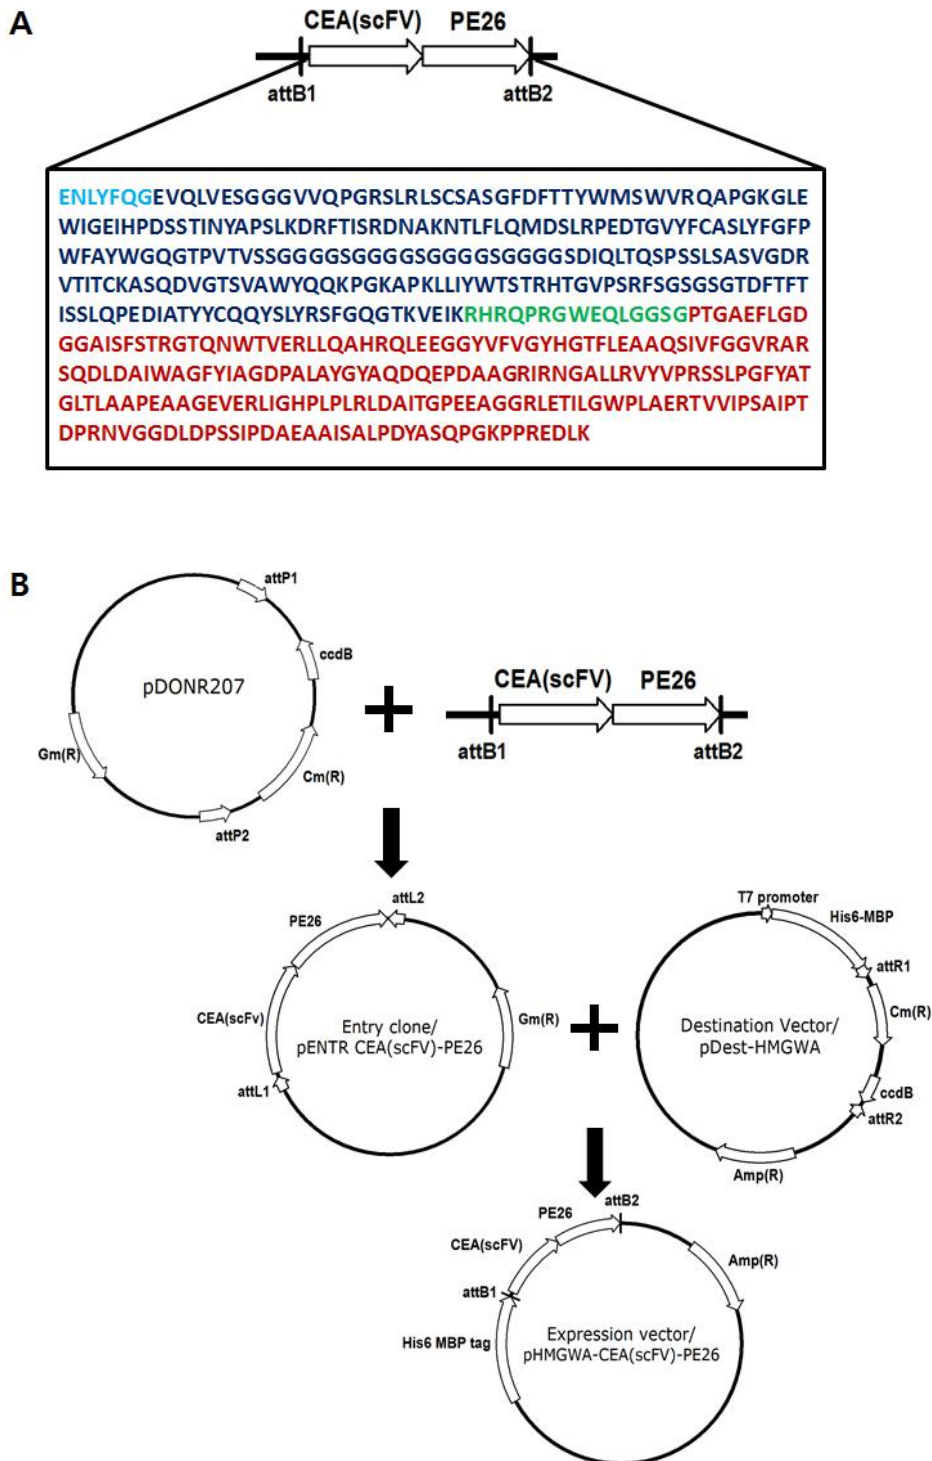 A
CEA(scFV) PE26
attB1 attB2
ENLYFQGEVQLVESGGGVVQPGRSLRLSCSASGFDFTTYWMSWVRQAPGKGLE
WIGEIHPDSSTINYAPSLKDRFTISRDNAKNTLFLQMDSLRPEDTGVYFCASLYFGFP
WFAYWGQGTPVTVSSGGGGSGGGGSGGGGSGGGGSDIQLTQSPSSLSASVGDR
VTITCKASQDVGTSVAWYQQKPGKAPKLLIYWTSTRHTGVPSRFSGSGSGTDFTFT
ISSLQPEDIATYYCQQYSLYRSFGQGTKVEIKRHRQPRGWEQLGGSGPTGAEFLGD
GGAISFSTRGTQNWTVERLLQAHRQLEEGGYVFVGYHGTFLEAAQSIVFGGVRAR
SQDLDAIWAGFYIAGDPALAYGYAQDQEPDAAGRIRNGALLRVYVPRSSLPGFYAT
GLTLAAPEAAGEVERLIGHPLPLRLDAITGPEEAGGRLETILGWPLAERTVVIPSAIPT
DPRNVGGDLDPSSIPDAEAAISALPDYASQPGKPPREDLK
B
attP1
ccdB
pDONR207
Gm(R)
Cm(R)
attP2
+
CEA(scFV) PE26
attB1 attB2
attL2
PE26
CEA(scFv)
Entry clone/
pENTR CEA(scFV)-PE26
Gm(R)
attL1
+
T7 promoter
His6-MBP
attR1
Cm(R)
Destination Vector/
pDest-HMGWA
ccdB
attR2
Amp(R)
attB2
PE26
CEA(scFV)
Amp(R)
attB1
His6 MBP tag
Expression vector/
pHMGWA-CEA(scFV)-PE26